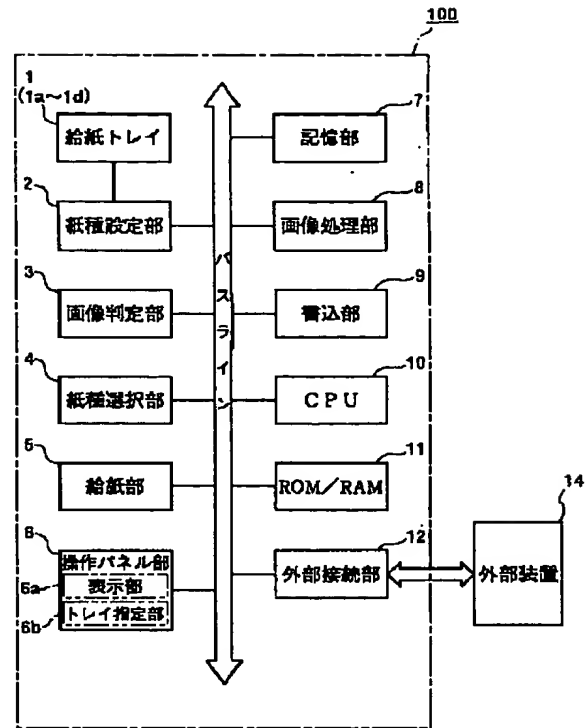 100
1
(1a~1d)
給紙トレイ
2
紙種設定部
3
画像判定部
4
紙種選択部
5
給紙部
6
操作パネル部
6a
表示部
6b
トレイ指定部
バスライン
7
記憶部
8
画像処理部
9
書込部
10
CPU
11
ROM/RAM
12
外部接続部
14
外部装置